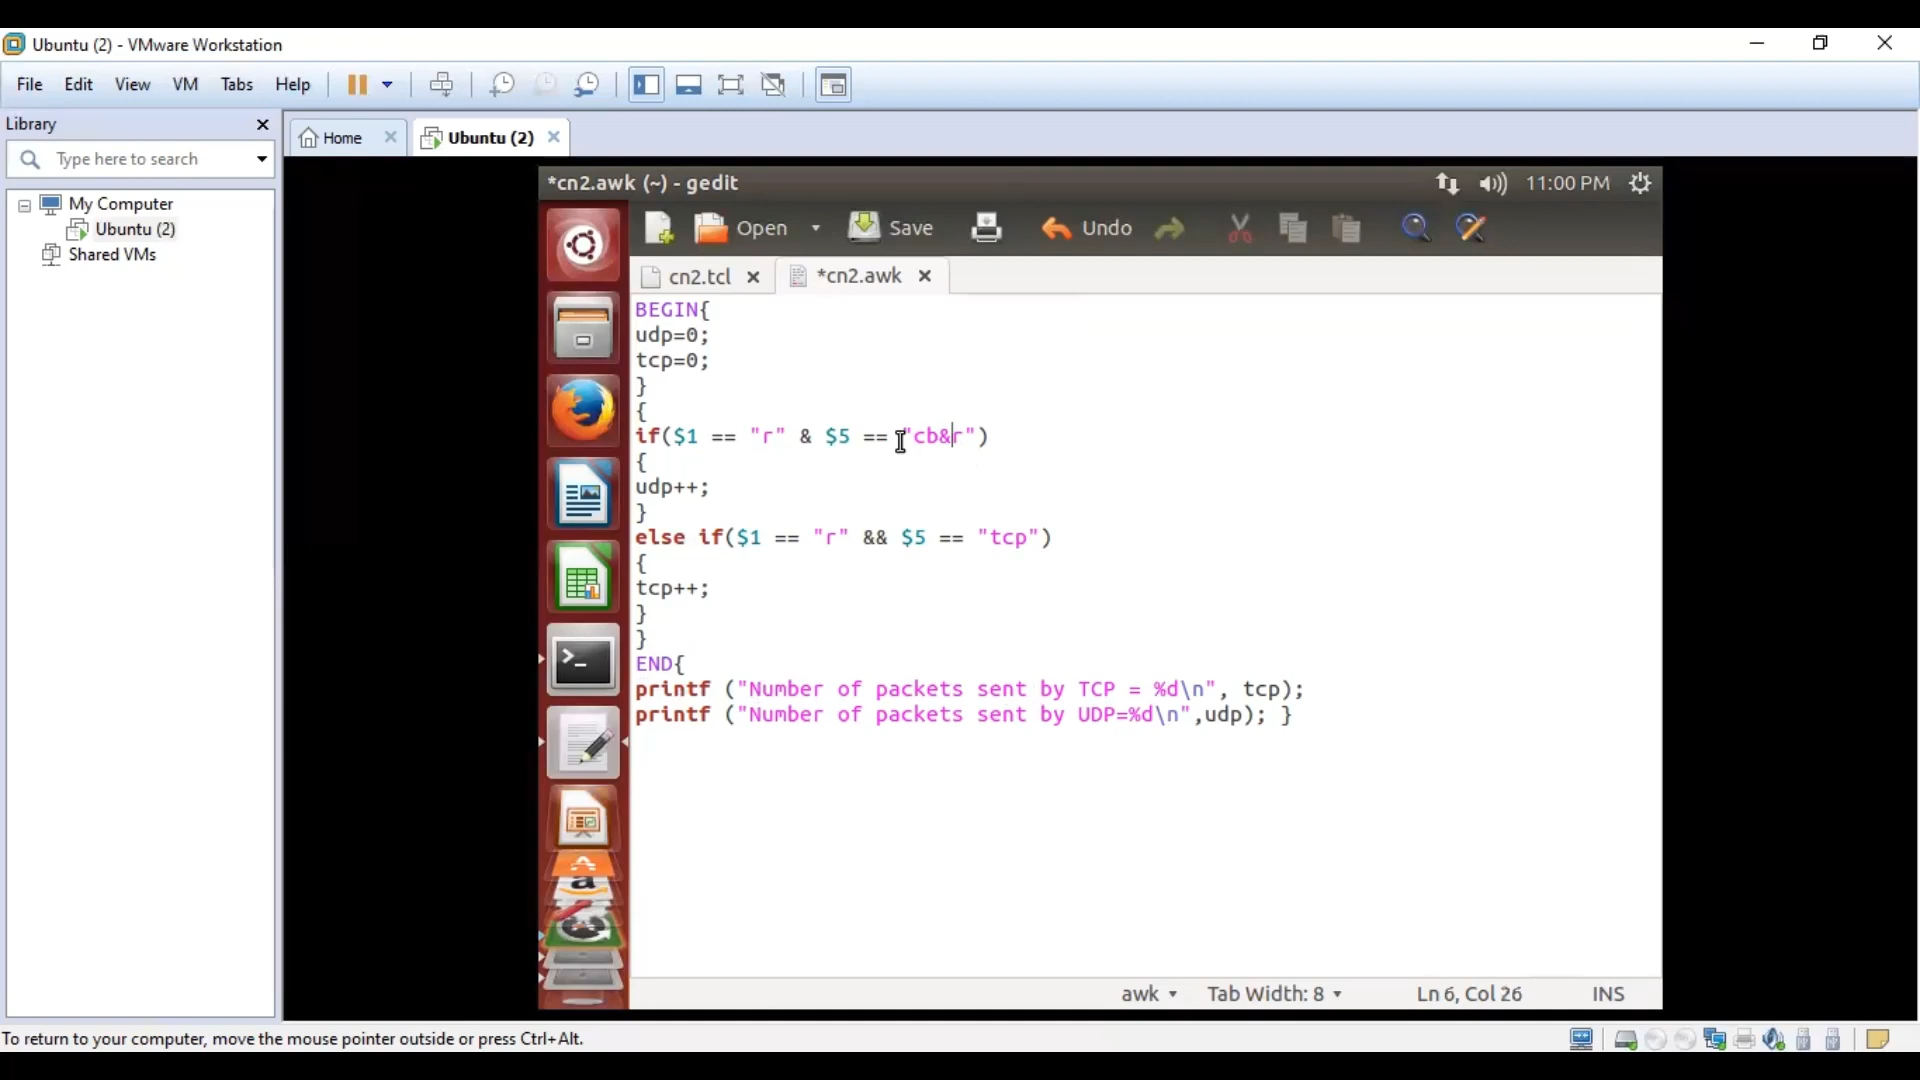 Ubuntu (2) - VMware Workstation
File Edit View VM Tabs Help
Library
Home
Ubuntu (2)
Type here to search
My Computer
Ubuntu (2)
Shared VMs
*cn2.awk (~) - gedit
11:00 PM
Open
Save
Undo
cn2.tcl
*cn2.awk
BEGIN{
udp=0;
tcp=0;
}
{
if($1 == "r" & $5 == "cb&r")
{
udp++;
}
else if($1 == "r" && $5 == "tcp")
{
tcp++;
}
}
END{
printf ("Number of packets sent by TCP = %d\n", tcp);
printf ("Number of packets sent by UDP=%d\n",udp); }
awk
Tab Width: 8
Ln 6, Col 26
INS
To return to your computer, move the mouse pointer outside or press Ctrl+Alt.